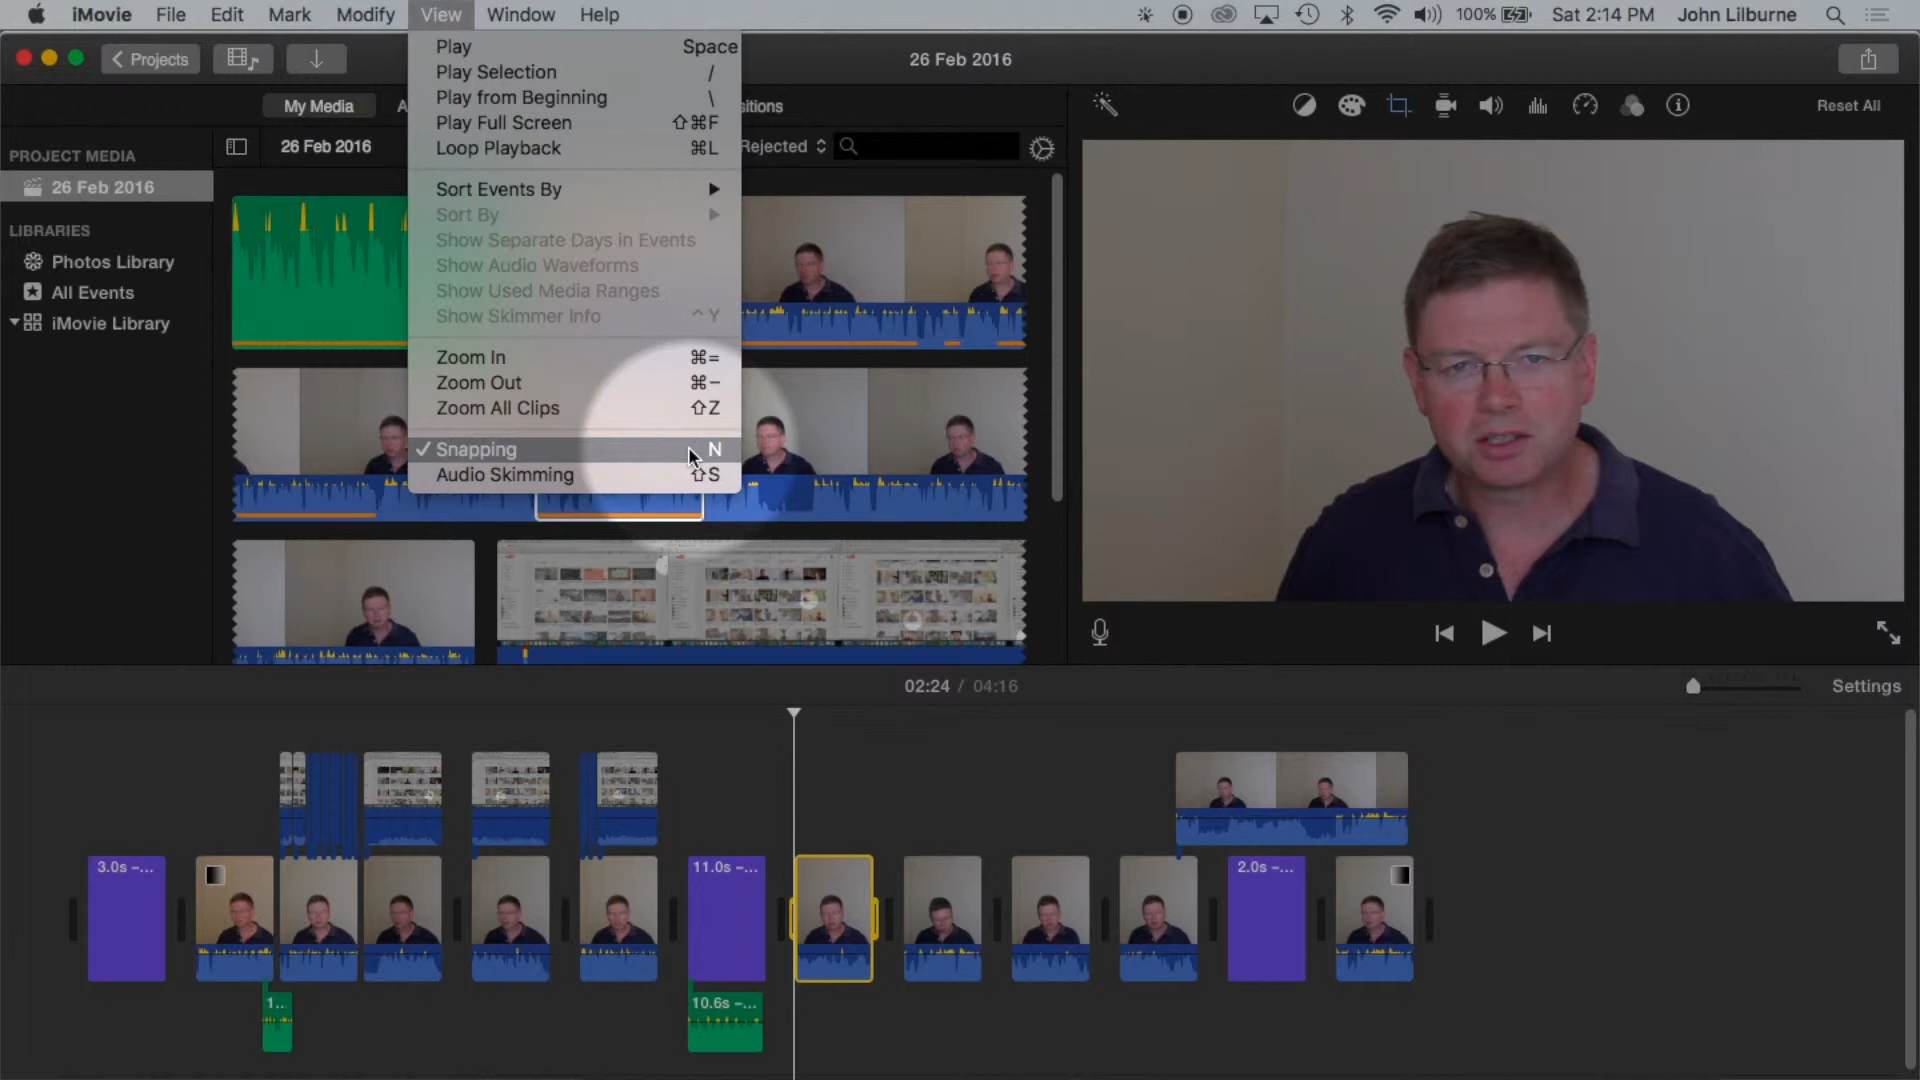 iMovie File Edit Mark Modify View Window Help 100% Sat 2:14 PM John Lilburne
Projects 26 Feb 2016
Play Space
Play Selection /
Play from Beginning \
Play Full Screen ⇧⌘F
Loop Playback ⌘L
Sort Events By
Sort By
Show Separate Days in Events
Show Audio Waveforms
Show Used Media Ranges
Show Skimmer Info ^Y
Zoom In ⌘=
Zoom Out ⌘−
Zoom All Clips ⇧Z
✓ Snapping N
Audio Skimming ⇧S
My Media A sitions Reset All
26 Feb 2016 Rejected
PROJECT MEDIA
26 Feb 2016
LIBRARIES
Photos Library
All Events
iMovie Library
02:24 / 04:16 Settings
3.0s –... 11.0s –... 2.0s –...
1... 10.6s –...